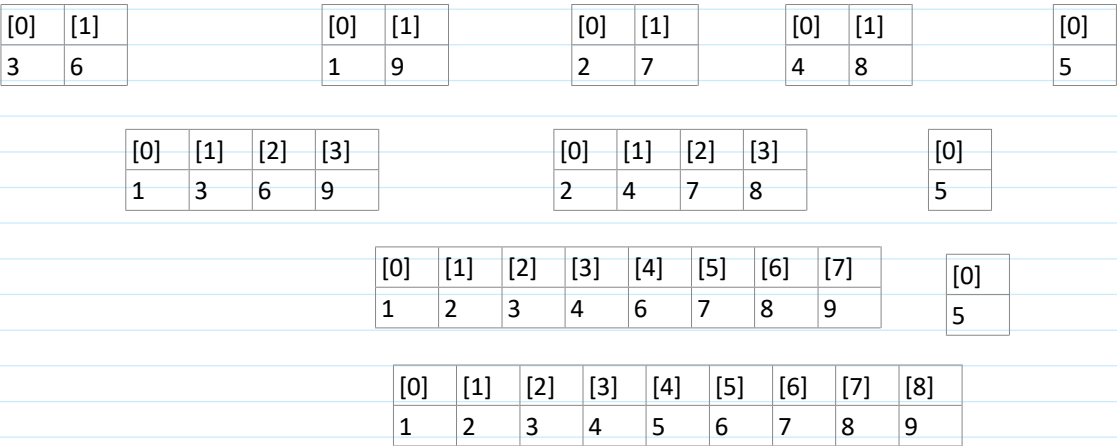 [0] [1] [0] [1] [0] [1] [0] [1] [0]
3 6 1 9 2 7 4 8 5
[0] [1] [2] [3] [0] [1] [2] [3] [0]
1 3 6 9 2 4 7 8 5
[0] [1] [2] [3] [4] [5] [6] [7] [0]
1 2 3 4 6 7 8 9 5
[0] [1] [2] [3] [4] [5] [6] [7] [8]
1 2 3 4 5 6 7 8 9